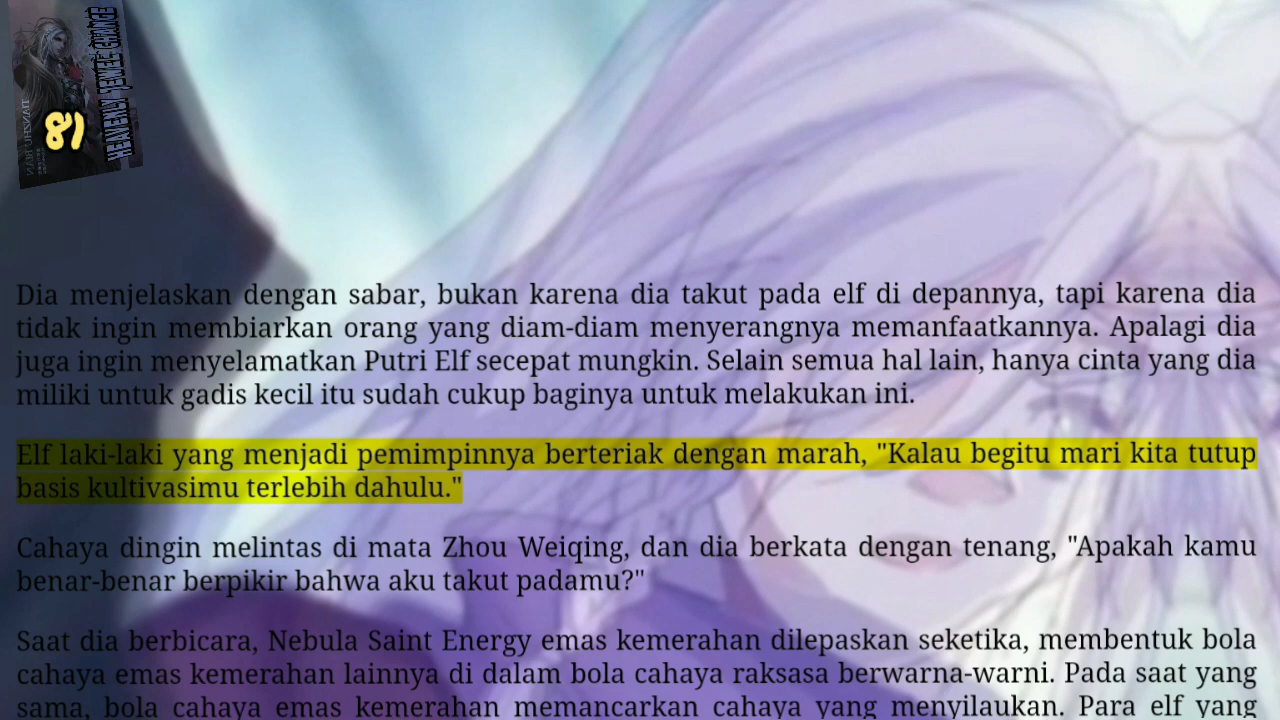 HEAVENLY JEWEL CHANGE
81
Dia menjelaskan dengan sabar, bukan karena dia takut pada elf di depannya, tapi karena dia
tidak ingin membiarkan orang yang diam-diam menyerangnya memanfaatkannya. Apalagi dia
juga ingin menyelamatkan Putri Elf secepat mungkin. Selain semua hal lain, hanya cinta yang dia
miliki untuk gadis kecil itu sudah cukup baginya untuk melakukan ini.
Elf laki-laki yang menjadi pemimpinnya berteriak dengan marah, "Kalau begitu mari kita tutup
basis kultivasimu terlebih dahulu."
Cahaya dingin melintas di mata Zhou Weiqing, dan dia berkata dengan tenang, "Apakah kamu
benar-benar berpikir bahwa aku takut padamu?"
Saat dia berbicara, Nebula Saint Energy emas kemerahan dilepaskan seketika, membentuk bola
cahaya emas kemerahan lainnya di dalam bola cahaya raksasa berwarna-warni. Pada saat yang
sama, bola cahaya emas kemerahan memancarkan cahaya yang menyilaukan. Para elf yang